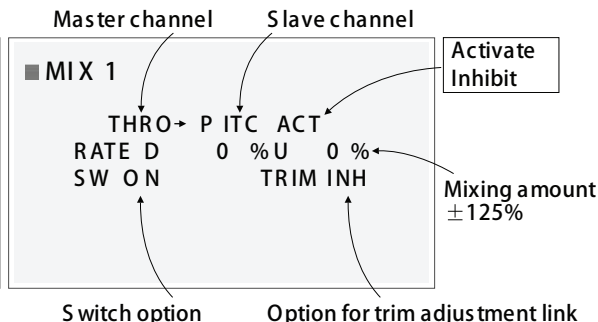 Master channel
Slave channel
Activate
Inhibit
■MIX 1
THRO→ PITC ACT
RATE D 0 %U 0 %
SW ON TRIM INH
Mixing amount
±125%
Switch option
Option for trim adjustment link